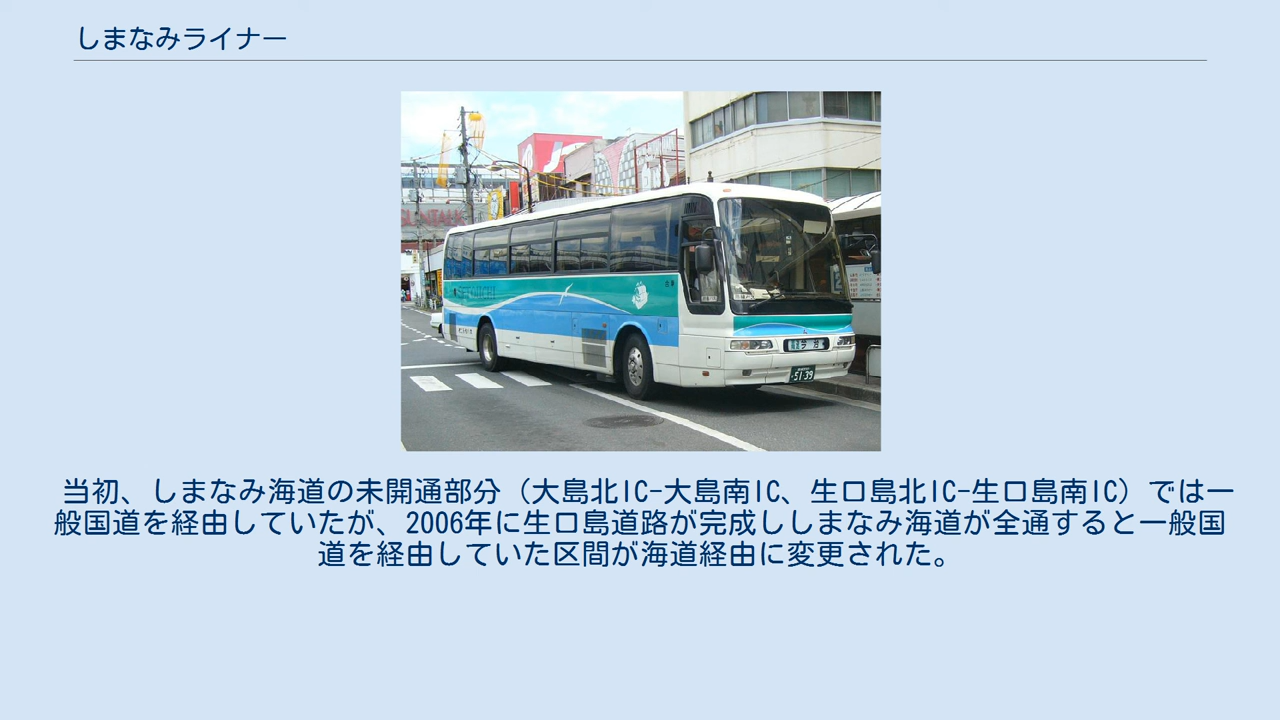 しまなみライナー
5139
当初、しまなみ海道の未開通部分（大島北IC-大島南IC、生口島北IC-生口島南IC）では一
般国道を経由していたが、2006年に生口島道路が完成ししまなみ海道が全通すると一般国
道を経由していた区間が海道経由に変更された。